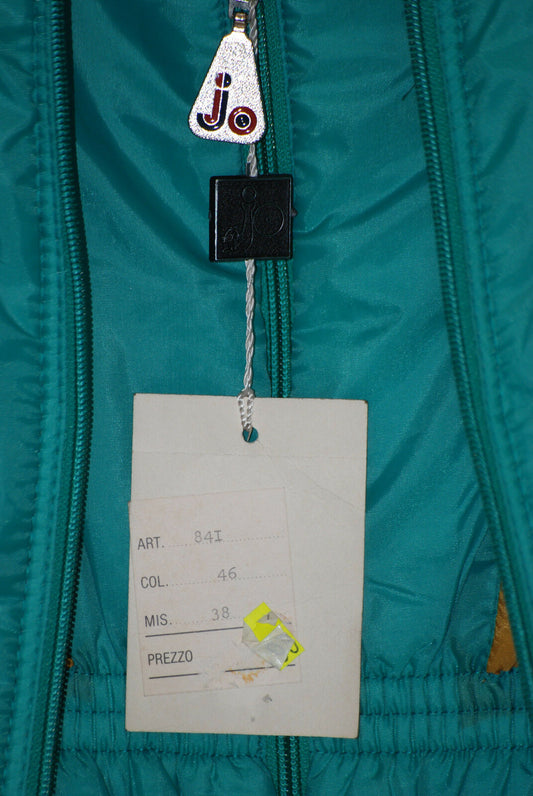 jo
jo
ART. 84I
COL. 46
MIS. 38
PREZZO